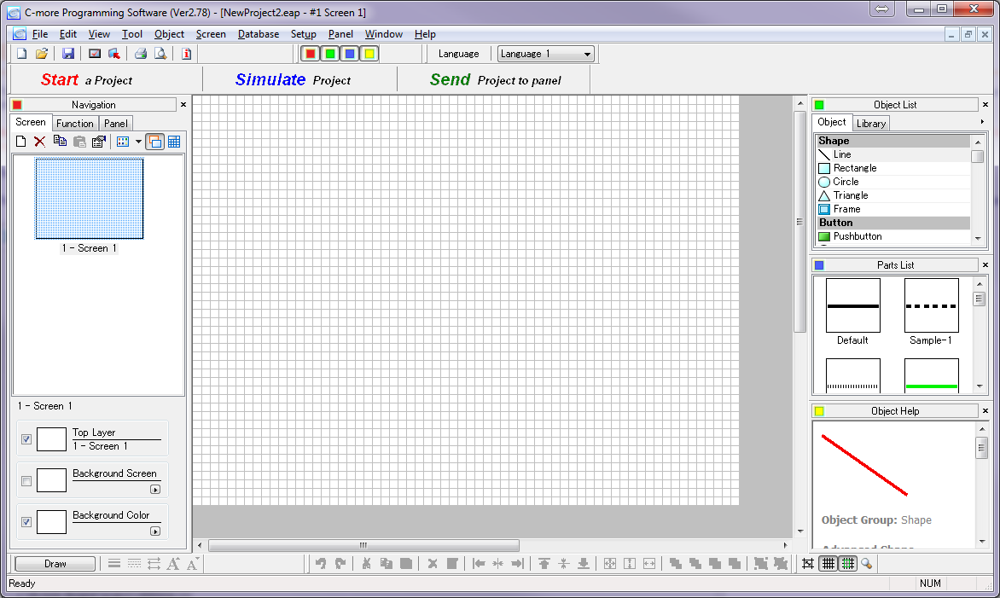 C-more Programming Software (Ver2.78) - [NewProject2.eap - #1 Screen 1]
File Edit View Tool Object Screen Database Setup Panel Window Help
Language Language 1
Start a Project Simulate Project Send Project to panel
Navigation
Screen Function Panel
1 - Screen 1
1 - Screen 1
Top Layer
1 - Screen 1
Background Screen
Background Color
Object List
Object Library
Shape
Line
Rectangle
Circle
Triangle
Frame
Button
Pushbutton
Parts List
Default Sample-1
Object Help
Object Group: Shape
Advanced Shape
Draw
Ready NUM